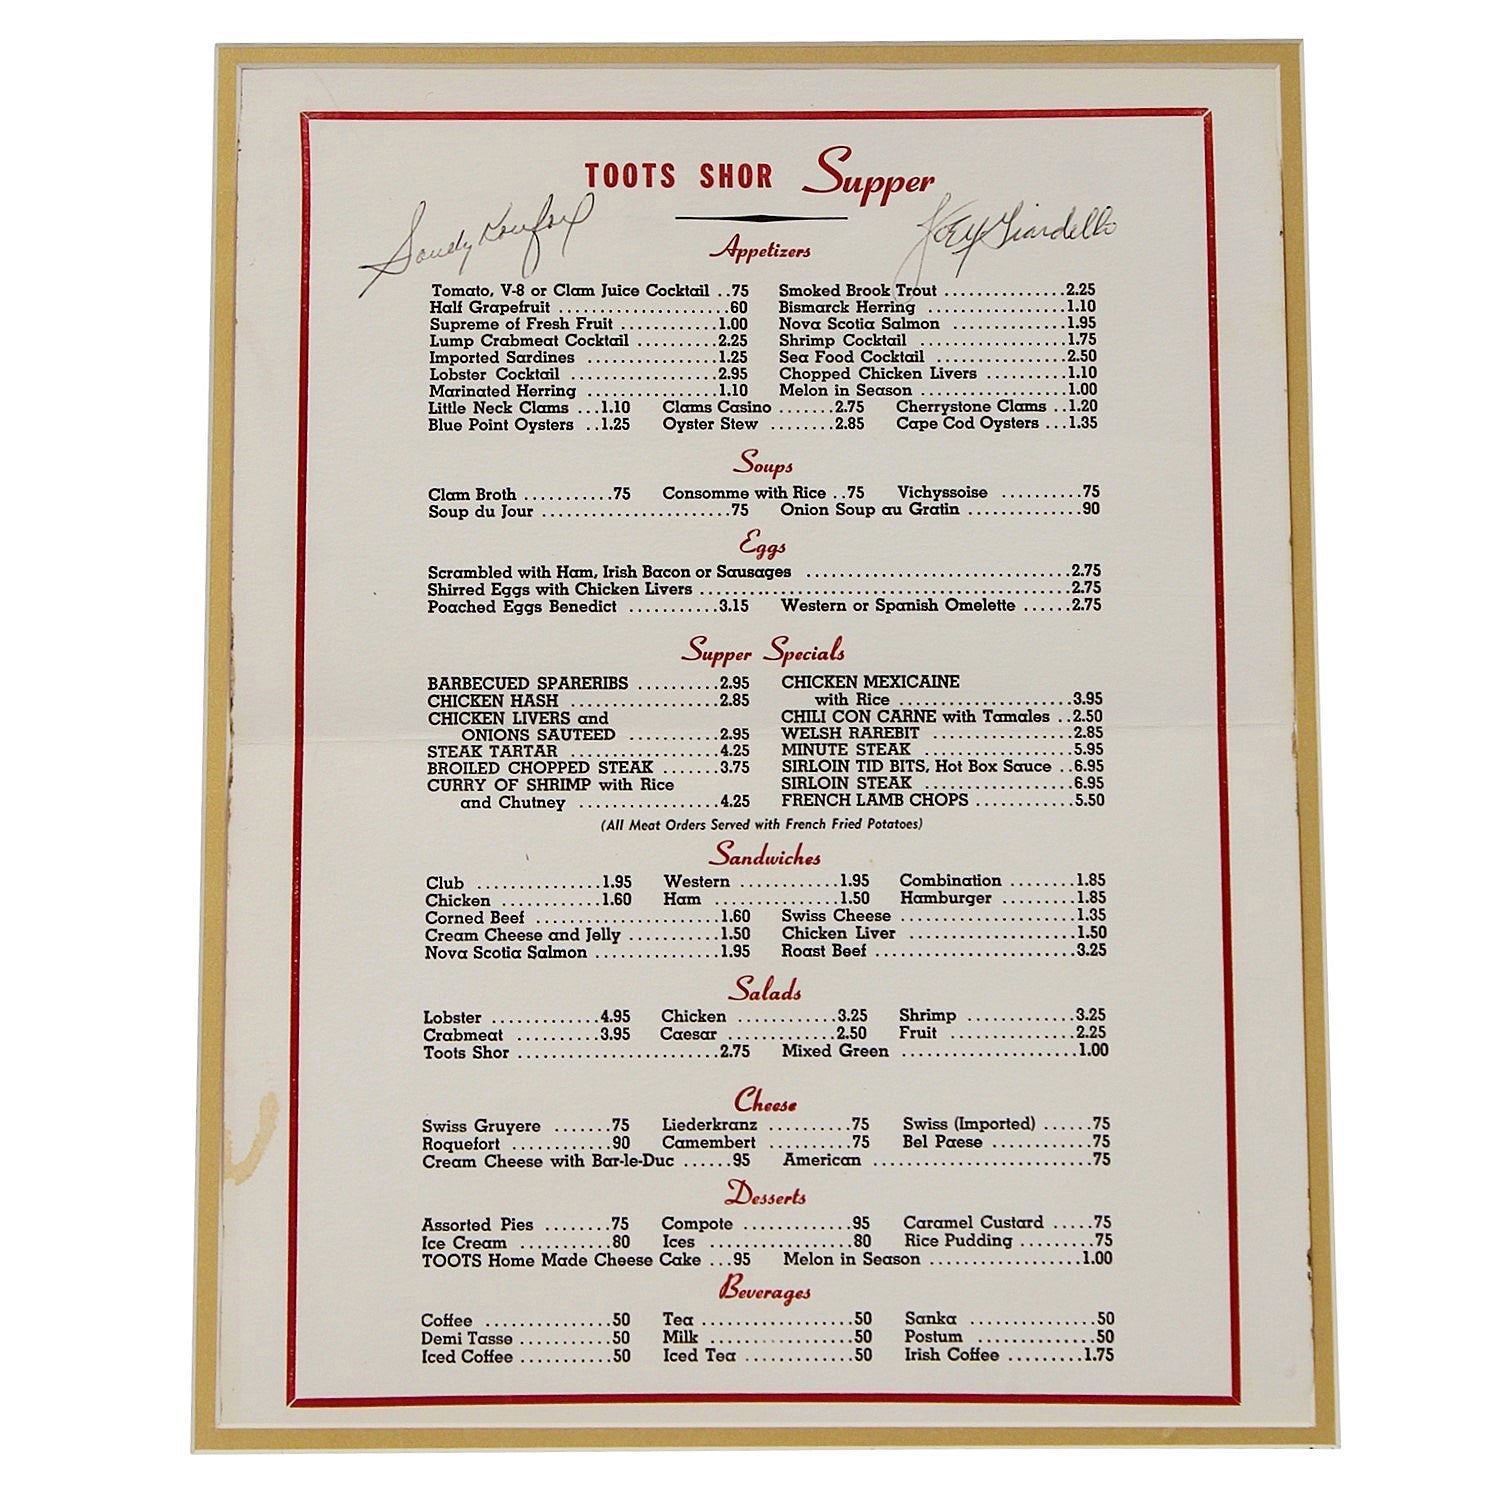 TOOTS SHOR Supper
Sandy Koufax
Joey Giardello
Appetizers
Tomato, V-8 or Clam Juice Cocktail ..75 Smoked Brook Trout ...............2.25
Half Grapefruit ....................60 Bismarck Herring ................1.10
Supreme of Fresh Fruit ............1.00 Nova Scotia Salmon .............1.95
Lump Crabmeat Cocktail ..........2.25 Shrimp Cocktail .................1.75
Imported Sardines ................1.25 Sea Food Cocktail ...............2.50
Lobster Cocktail ..................2.95 Chopped Chicken Livers ..........1.10
Marinated Herring ................1.10 Melon in Season ..................1.00
Little Neck Clams ...1.10 Clams Casino .......2.75 Cherrystone Clams ..1.20
Blue Point Oysters ..1.25 Oyster Stew ........2.85 Cape Cod Oysters ...1.35
Soups
Clam Broth ...........75 Consomme with Rice ..75 Vichyssoise ..........75
Soup du Jour ......................75 Onion Soup au Gratin ..............90
Eggs
Scrambled with Ham, Irish Bacon or Sausages ...............................2.75
Shirred Eggs with Chicken Livers ...........................................2.75
Poached Eggs Benedict ...........3.15 Western or Spanish Omelette ......2.75
Supper Specials
BARBECUED SPARERIBS ..........2.95 CHICKEN MEXICAINE
CHICKEN HASH .................2.85 with Rice ....................3.95
CHICKEN LIVERS and CHILI CON CARNE with Tamales ..2.50
ONIONS SAUTEED ...........2.95 WELSH RAREBIT ................2.85
STEAK TARTAR .................4.25 MINUTE STEAK .................5.95
BROILED CHOPPED STEAK .......3.75 SIRLOIN TID BITS, Hot Box Sauce ..6.95
CURRY OF SHRIMP with Rice SIRLOIN STEAK .................6.95
and Chutney ................4.25 FRENCH LAMB CHOPS ............5.50
(All Meat Orders Served with French Fried Potatoes)
Sandwiches
Club ...............1.95 Western ............1.95 Combination ........1.85
Chicken ............1.60 Ham ...............1.50 Hamburger .........1.85
Corned Beef ......................1.60 Swiss Cheese .....................1.35
Cream Cheese and Jelly ...........1.50 Chicken Liver ....................1.50
Nova Scotia Salmon ...............1.95 Roast Beef ........................3.25
Salads
Lobster .............4.95 Chicken ............3.25 Shrimp .............3.25
Crabmeat ..........3.95 Caesar .............2.50 Fruit ...............2.25
Toots Shor ........................2.75 Mixed Green .....................1.00
Cheese
Swiss Gruyere .......75 Liederkranz ..........75 Swiss (Imported) ......75
Roquefort ............90 Camembert ..........75 Bel Paese ............75
Cream Cheese with Bar-le-Duc ......95 American ...........................75
Desserts
Assorted Pies ........75 Compote .............95 Caramel Custard .....75
Ice Cream ...........80 Ices .................80 Rice Pudding .........75
TOOTS Home Made Cheese Cake ...95 Melon in Season ..................1.00
Beverages
Coffee ...............50 Tea ..................50 Sanka ...............50
Demi Tasse ...........50 Milk .................50 Postum ..............50
Iced Coffee ...........50 Iced Tea .............50 Irish Coffee .........1.75